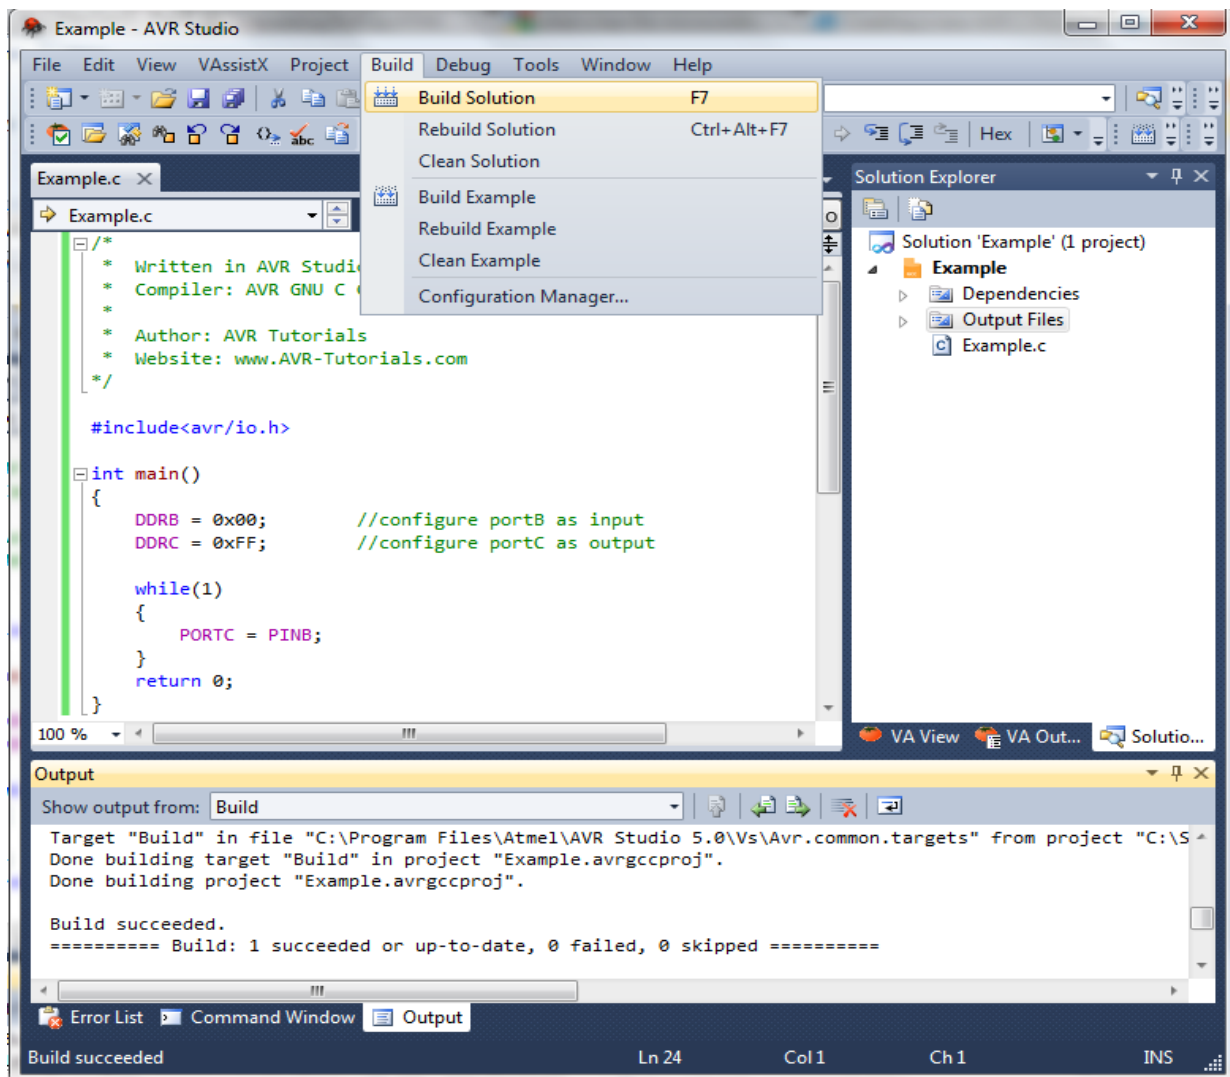 Example - AVR Studio
File Edit View VAssistX Project Build Debug Tools Window Help
Build Solution F7
Rebuild Solution Ctrl+Alt+F7
Clean Solution
Build Example
Rebuild Example
Clean Example
Configuration Manager...
abc
Hex
Example.c
Example.c
/*
* Written in AVR
* Compiler: AVR GNU C
*
* Author: AVR Tutorials
* Website: www.AVR-Tutorials.com
*/
#include<avr/io.h>
int main()
{
DDRB = 0x00; //configure portB as input
DDRC = 0xFF; //configure portC as output
while(1)
{
PORTC = PINB;
}
return 0;
}
100 %
Solution Explorer
Solution 'Example' (1 project)
Example
Dependencies
Output Files
Example.c
VA View VA Out... Solutio...
Output
Show output from: Build
Target "Build" in file "C:\Program Files\Atmel\AVR Studio 5.0\Vs\Avr.common.targets" from project "C:\S
Done building target "Build" in project "Example.avrgccproj".
Done building project "Example.avrgccproj".
Build succeeded.
========== Build: 1 succeeded or up-to-date, 0 failed, 0 skipped ==========
Error List Command Window Output
Build succeeded Ln 24 Col 1 Ch 1 INS